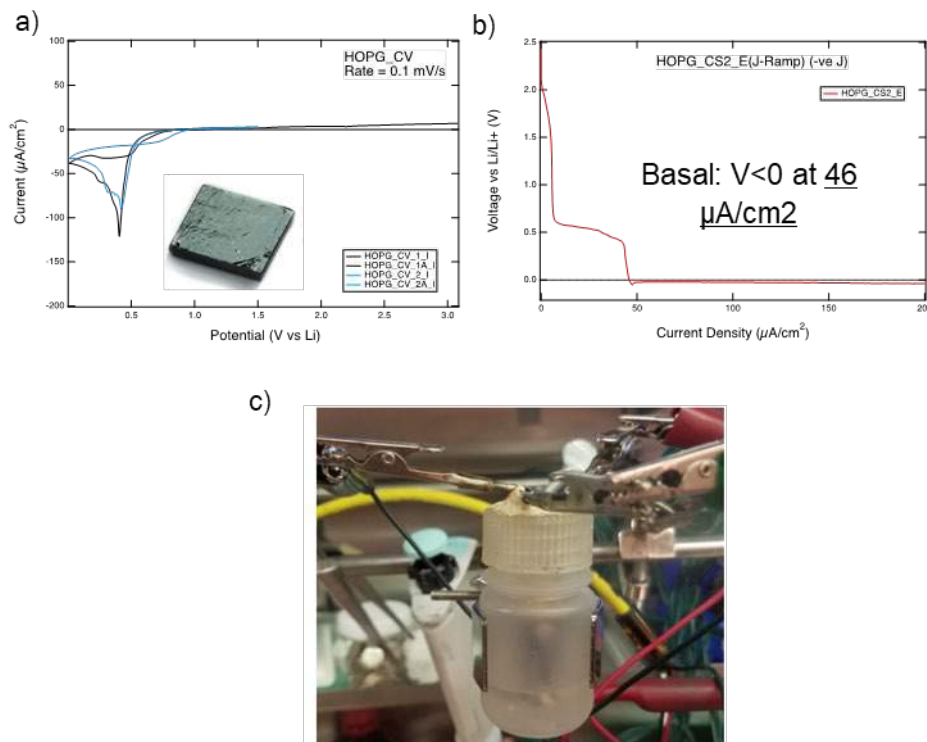 a)
HOPG_CV
Rate = 0.1 mV/s
100
50
0
-50
-100
-150
-200
Current (µA/cm²)
0.5
1.0
1.5
2.0
2.5
3.0
Potential (V vs Li)
HOPG_CV_1_I
HOPG_CV_1A_I
HOPG_CV_2_I
HOPG_CV_2A_I
b)
HOPG_CS2_E(J-Ramp) (-ve J)
HOPG_CS2_E
2.5
2.0
1.5
1.0
0.5
0.0
Voltage vs Li/Li+ (V)
Basal: V<0 at 46
µA/cm2
0
50
100
150
20
Current Density (µA/cm²)
c)